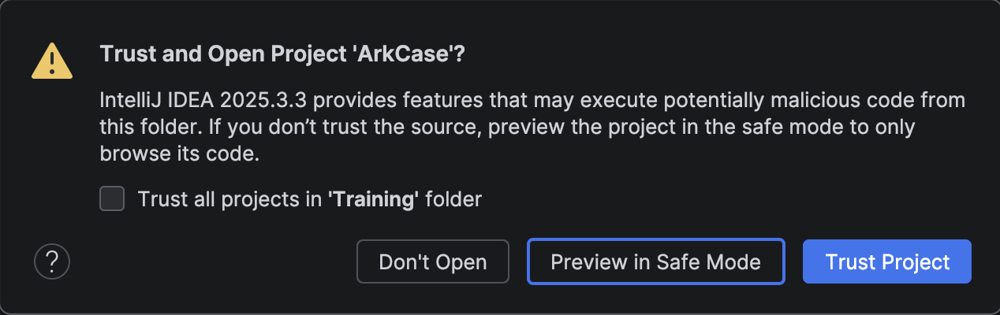 Trust and Open Project 'ArkCase'?
IntelliJ IDEA 2025.3.3 provides features that may execute potentially malicious code from
this folder. If you don’t trust the source, preview the project in the safe mode to only
browse its code.
Trust all projects in 'Training' folder
?
Don't Open
Preview in Safe Mode
Trust Project